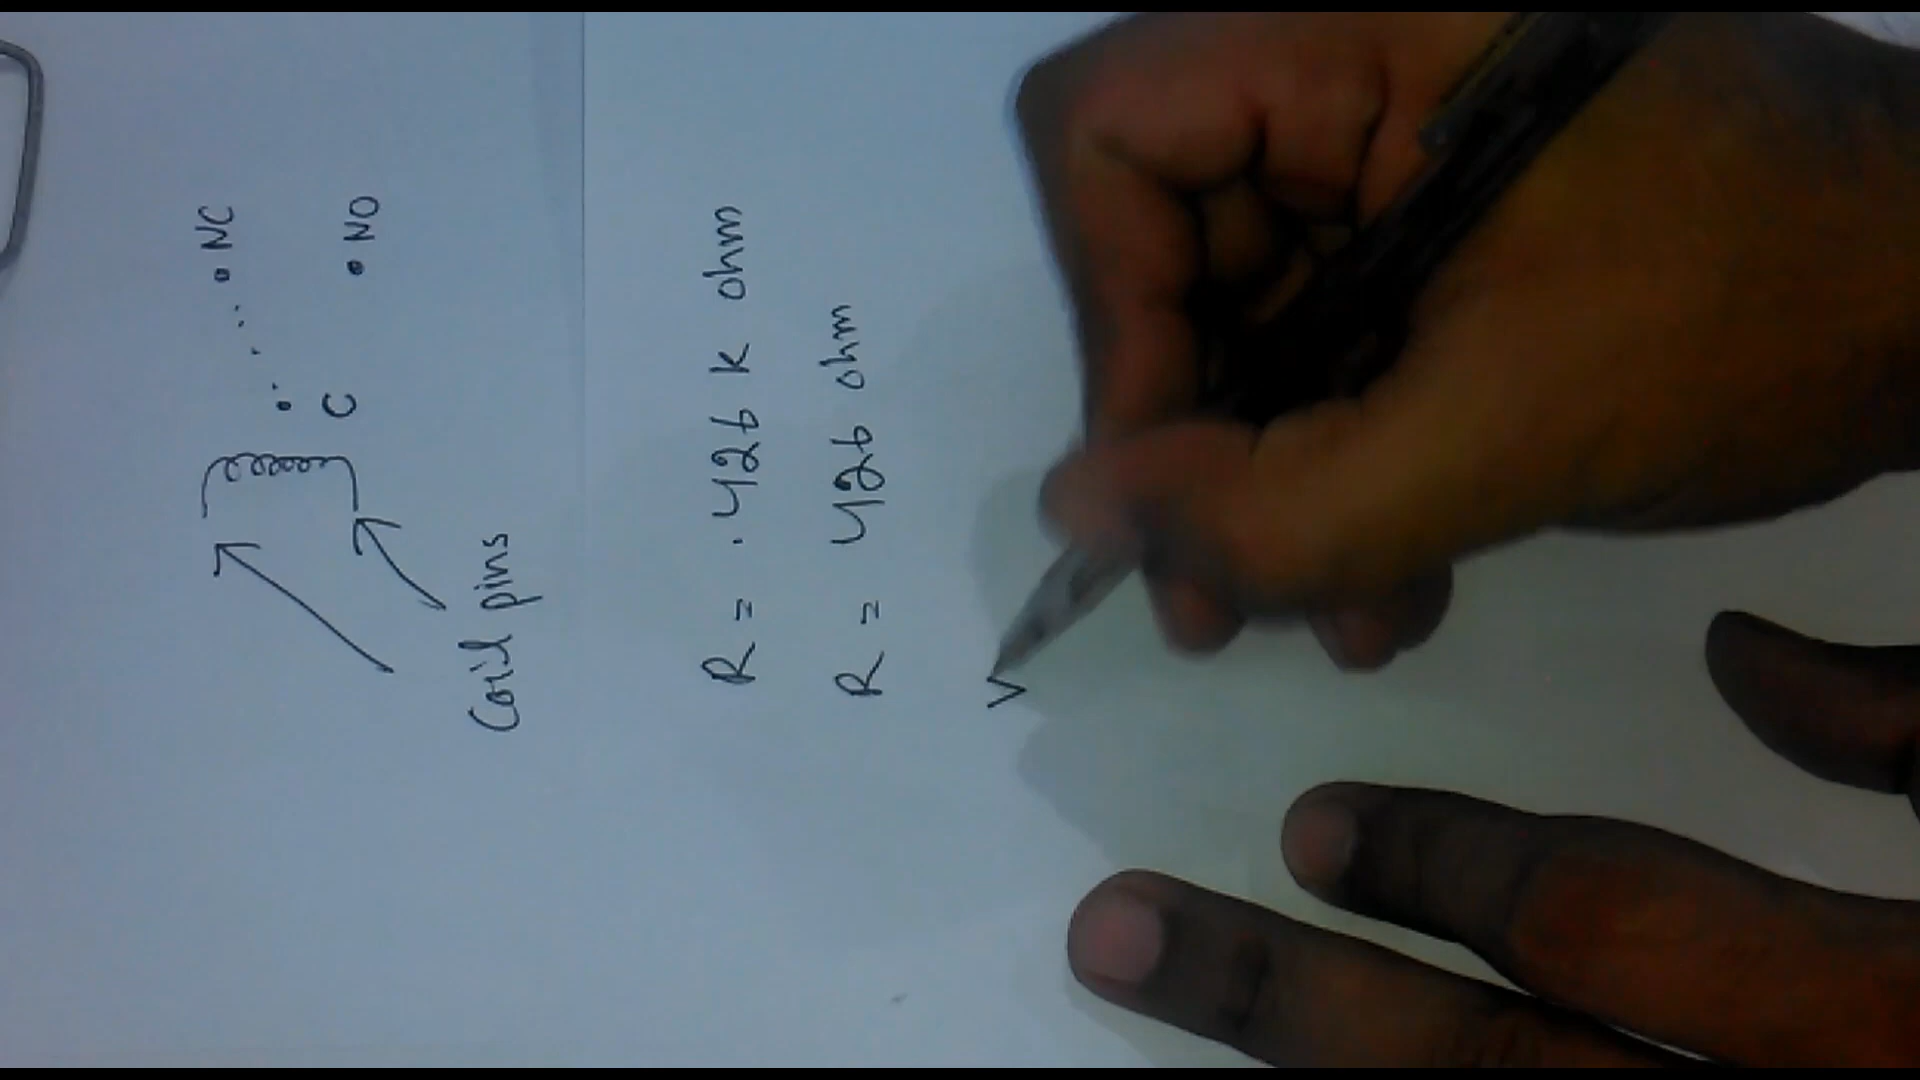 NC
NO
C
Coil pins
R = .426 K ohm
R = 426 ohm
V